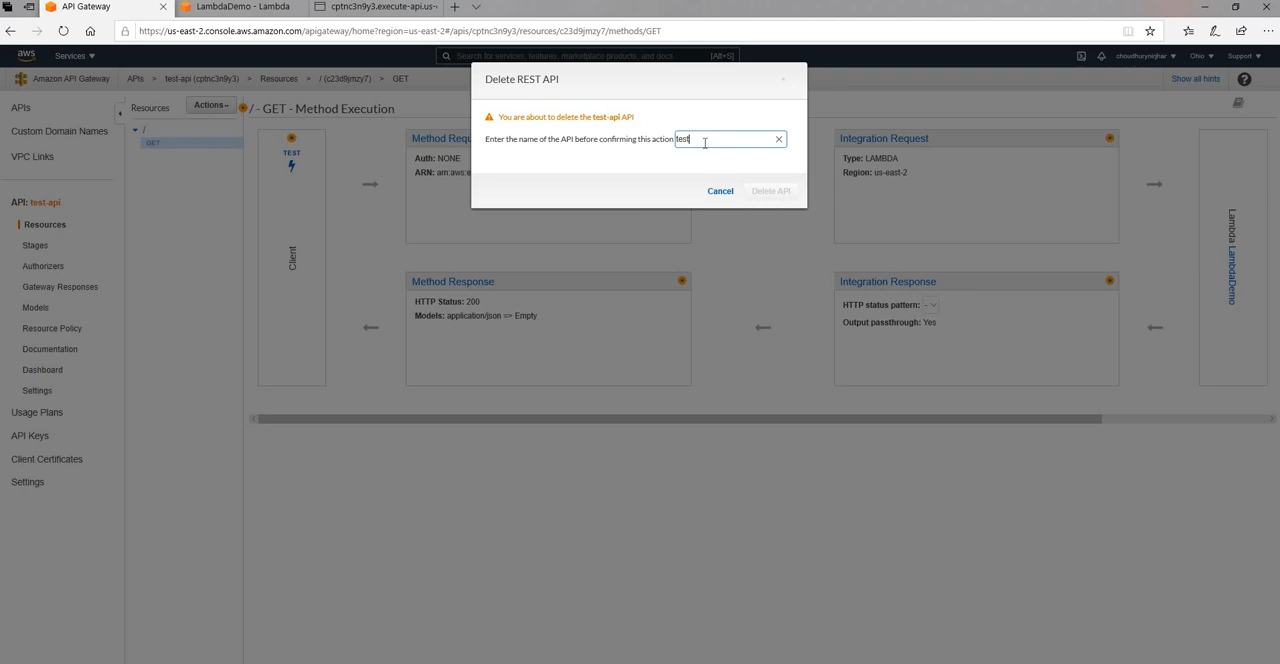 API Gateway
LambdaDemo - Lambda
cptnc3n9y3.execute-api.us-
https://us-east-2.console.aws.amazon.com/apigateway/home?region=us-east-2#/apis/cptnc3n9y3/resources/c23d9jmzy7/methods/GET
aws
Services
Search for services, features, marketplace products, and docs
[Alt+S]
choudhurynjhar
Ohio
Support
Amazon API Gateway
APIs > test-api (cptnc3n9y3) > Resources > / (c23d9jmzy7) > GET
Show all hints
?
Delete REST API
You are about to delete the test-api API
Enter the name of the API before confirming this action test
Cancel
Delete API
APIs
Custom Domain Names
VPC Links
API: test-api
Resources
Stages
Authorizers
Gateway Responses
Models
Resource Policy
Documentation
Dashboard
Settings
Usage Plans
API Keys
Client Certificates
Settings
Resources
Actions
/
GET
/ - GET - Method Execution
TEST
Client
Method Requ
Auth: NONE
ARN: arn:aws:e
Integration Request
Type: LAMBDA
Region: us-east-2
Lambda LambdaDemo
Method Response
HTTP Status: 200
Models: application/json => Empty
Integration Response
HTTP status pattern: -
Output passthrough: Yes